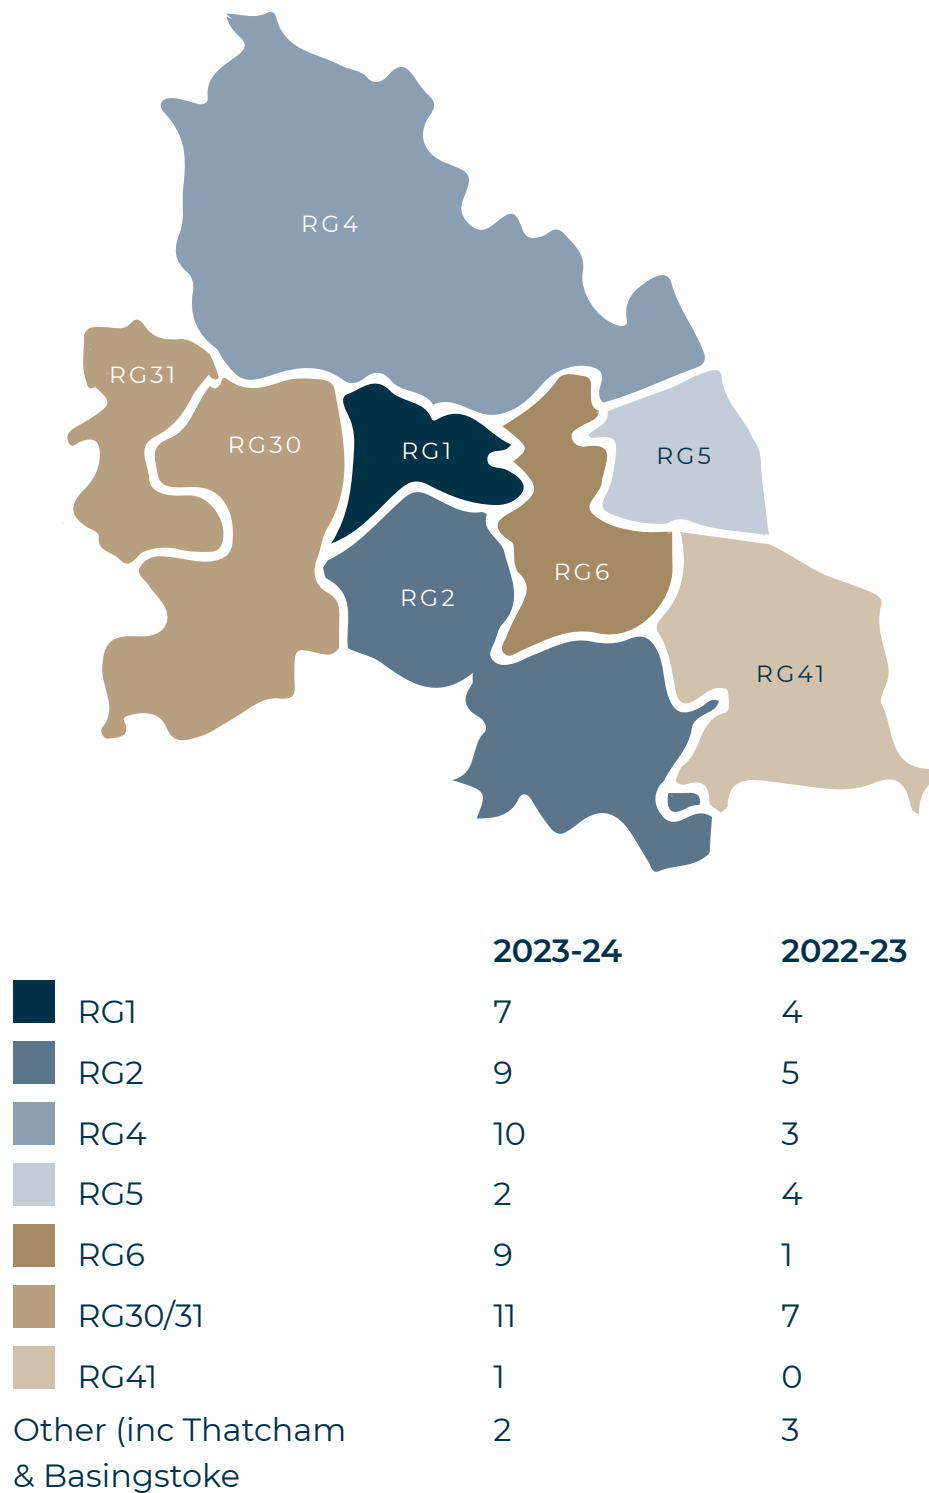 RG4
RG31
RG30
RG1
RG5
RG6
RG2
RG41
2023-24 2022-23
RG1 7 4
RG2 9 5
RG4 10 3
RG5 2 4
RG6 9 1
RG30/31 11 7
RG41 1 0
Other (inc Thatcham 2 3
& Basingstoke